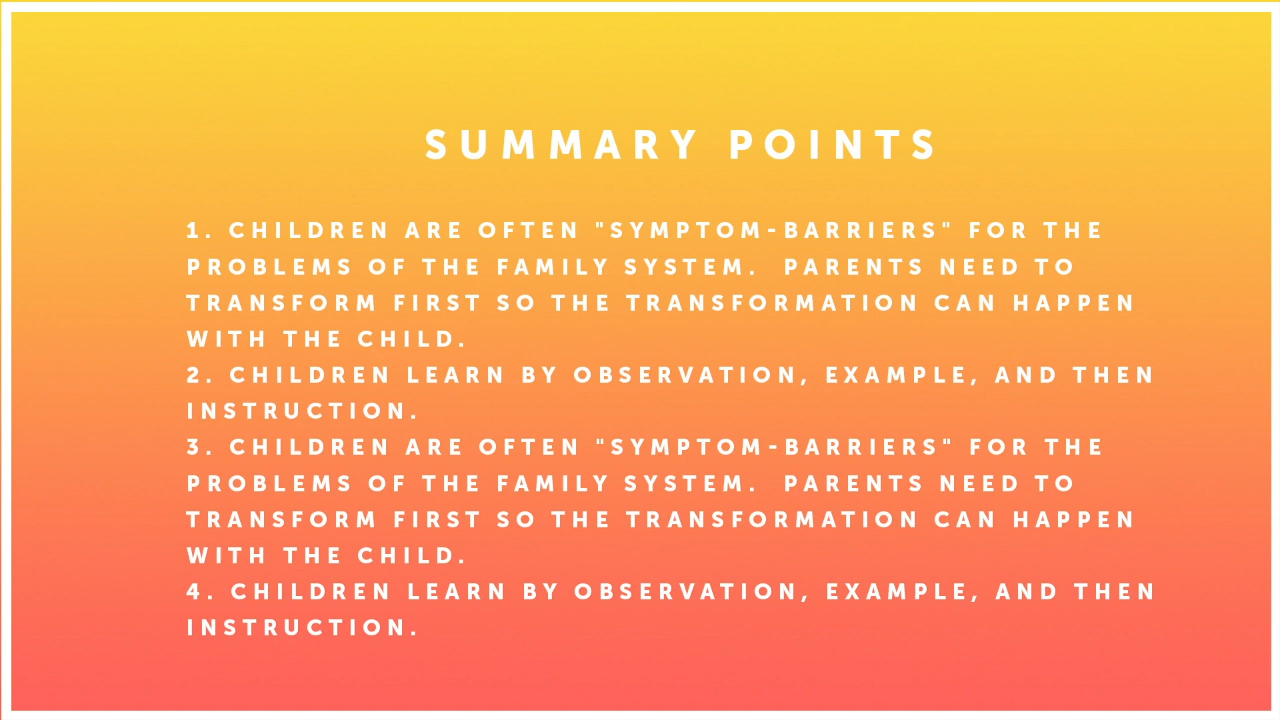 SUMMARY POINTS
1. CHILDREN ARE OFTEN "SYMPTOM-BARRIERS" FOR THE
PROBLEMS OF THE FAMILY SYSTEM.  PARENTS NEED TO
TRANSFORM FIRST SO THE TRANSFORMATION CAN HAPPEN
WITH THE CHILD.
2. CHILDREN LEARN BY OBSERVATION, EXAMPLE, AND THEN
INSTRUCTION.
3. CHILDREN ARE OFTEN "SYMPTOM-BARRIERS" FOR THE
PROBLEMS OF THE FAMILY SYSTEM.  PARENTS NEED TO
TRANSFORM FIRST SO THE TRANSFORMATION CAN HAPPEN
WITH THE CHILD.
4. CHILDREN LEARN BY OBSERVATION, EXAMPLE, AND THEN
INSTRUCTION.